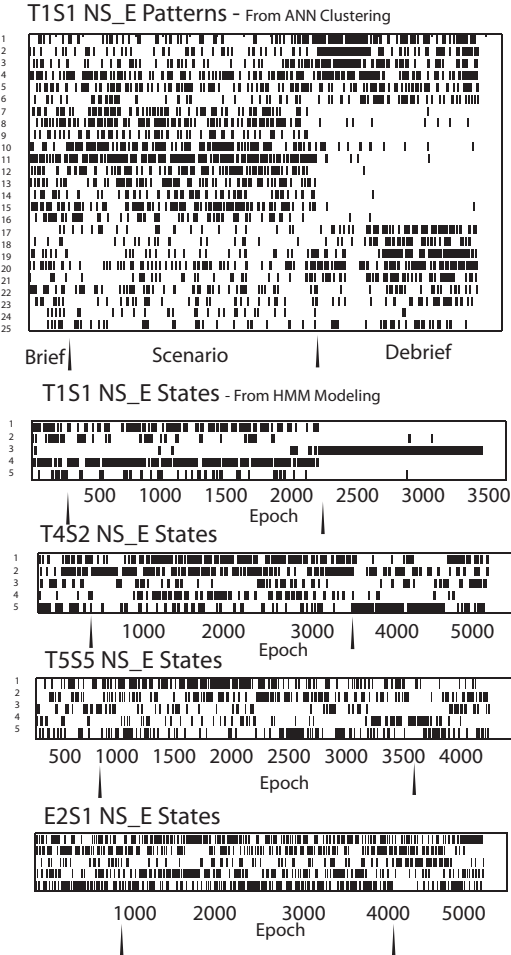 T1S1 NS_E Patterns - From ANN Clustering
1
2
3
4
5
6
7
8
9
10
11
12
13
14
15
16
17
18
19
20
21
22
23
24
25
Brief Scenario Debrief
T1S1 NS_E States - From HMM Modeling
1
2
3
4
5
500 1000 1500 2000 2500 3000 3500
Epoch
T4S2 NS_E States
1
2
3
4
5
1000 2000 3000 4000 5000
Epoch
T5S5 NS_E States
1
2
3
4
5
500 1000 1500 2000 2500 3000 3500 4000
Epoch
E2S1 NS_E States
1000 2000 3000 4000 5000
Epoch